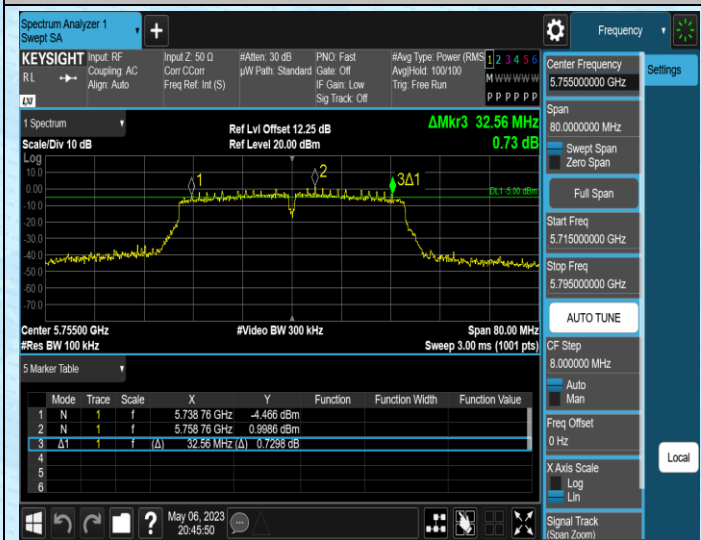 Spectrum Analyzer 1
Swept SA
+
Frequency
KEYSIGHT
R L
LXI
Input: RF
Coupling: AC
Align: Auto
Input Z: 50 Ω
Corr CCorr
Freq Ref: Int (S)
#Atten: 30 dB
µW Path: Standard
PNO: Fast
Gate: Off
IF Gain: Low
Sig Track: Off
#Avg Type: Power (RMS
Avg|Hold: 100/100
Trig: Free Run
1 2 3 4 5 6
M W W W W W
P P P P P P
Center Frequency
5.755000000 GHz
Settings
Span
80.0000000 MHz
Swept Span
Zero Span
Full Span
Start Freq
5.715000000 GHz
Stop Freq
5.795000000 GHz
AUTO TUNE
CF Step
8.000000 MHz
Auto
Man
Freq Offset
0 Hz
X Axis Scale
Log
Lin
Signal Track
(Span Zoom)
Local
1 Spectrum
Scale/Div 10 dB
Log
Ref Lvl Offset 12.25 dB
Ref Level 20.00 dBm
ΔMkr3 32.56 MHz
0.73 dB
10.0
0.00
-10.0
-20.0
-30.0
-40.0
-50.0
-60.0
-70.0
1
2
3Δ1
DL1 -5.00 dBm
Center 5.75500 GHz
#Res BW 100 kHz
#Video BW 300 kHz
Span 80.00 MHz
Sweep 3.00 ms (1001 pts)
5 Marker Table
Mode Trace Scale X Y Function Function Width Function Value
1 N 1 f 5.738 76 GHz -4.466 dBm
2 N 1 f 5.758 76 GHz 0.9986 dBm
3 Δ1 1 f (Δ) 32.56 MHz (Δ) 0.7298 dB
4
5
6
?
May 06, 2023
20:45:50